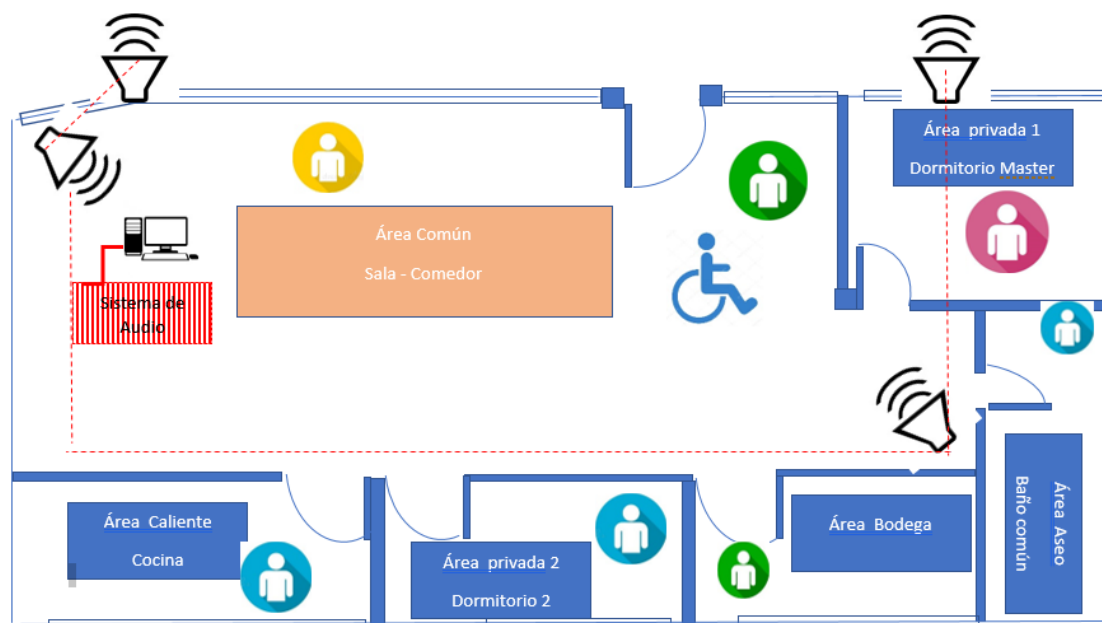 Área privada 1
Dormitorio Master
Área Común
Sala - Comedor
Sistema de
Audio
Área Caliente
Cocina
Área privada 2
Dormitorio 2
Área Bodega
Área Aseo
Baño común